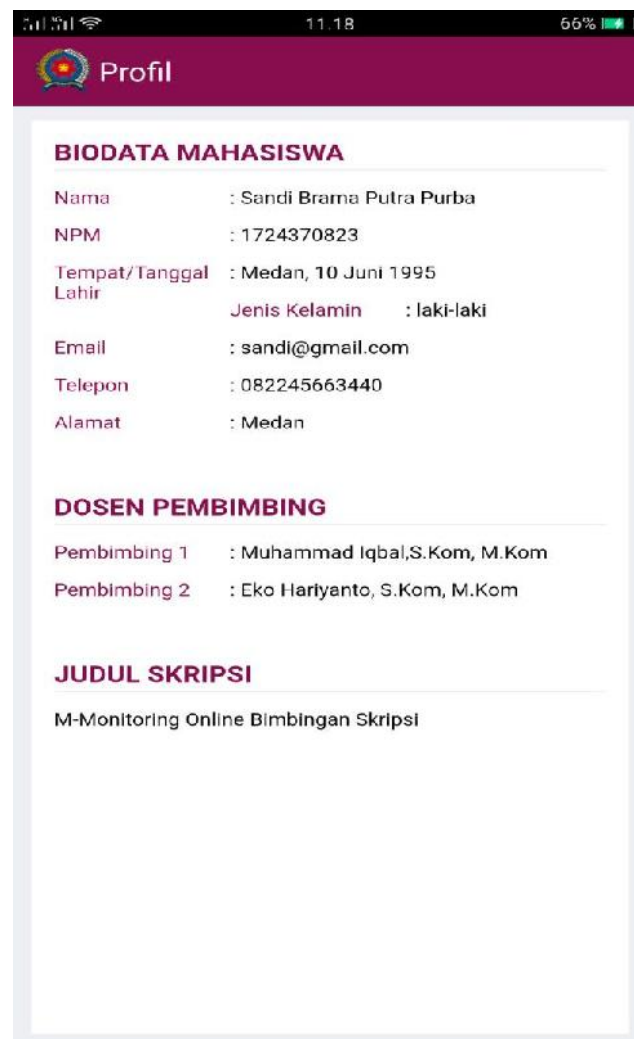 11.18
66%
Profil
BIODATA MAHASISWA
Nama : Sandi Brama Putra Purba
NPM : 1724370823
Tempat/Tanggal Lahir : Medan, 10 Juni 1995
Jenis Kelamin : laki-laki
Email : sandi@gmail.com
Telepon : 082245663440
Alamat : Medan
DOSEN PEMBIMBING
Pembimbing 1 : Muhammad Iqbal,S.Kom, M.Kom
Pembimbing 2 : Eko Hariyanto, S.Kom, M.Kom
JUDUL SKRIPSI
M-Monitoring Online Bimbingan Skripsi